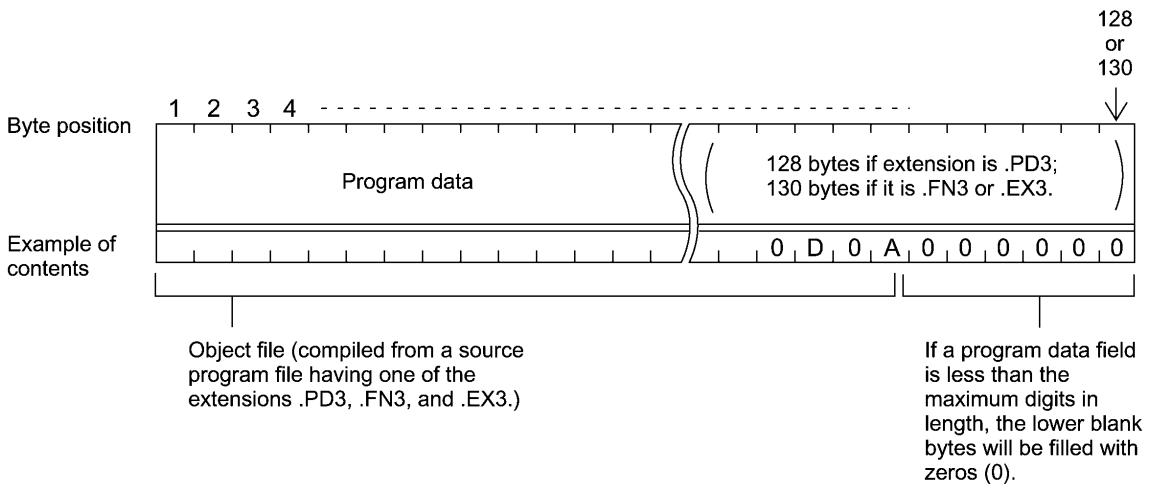 128
or
130
1 2 3 4
Byte position
Program data
128 bytes if extension is .PD3;
130 bytes if it is .FN3 or .EX3.
Example of
contents
0 D 0 A 0 0 0 0 0 0
Object file (compiled from a source
program file having one of the
extensions .PD3, .FN3, and .EX3.)
If a program data field
is less than the
maximum digits in
length, the lower blank
bytes will be filled with
zeros (0).